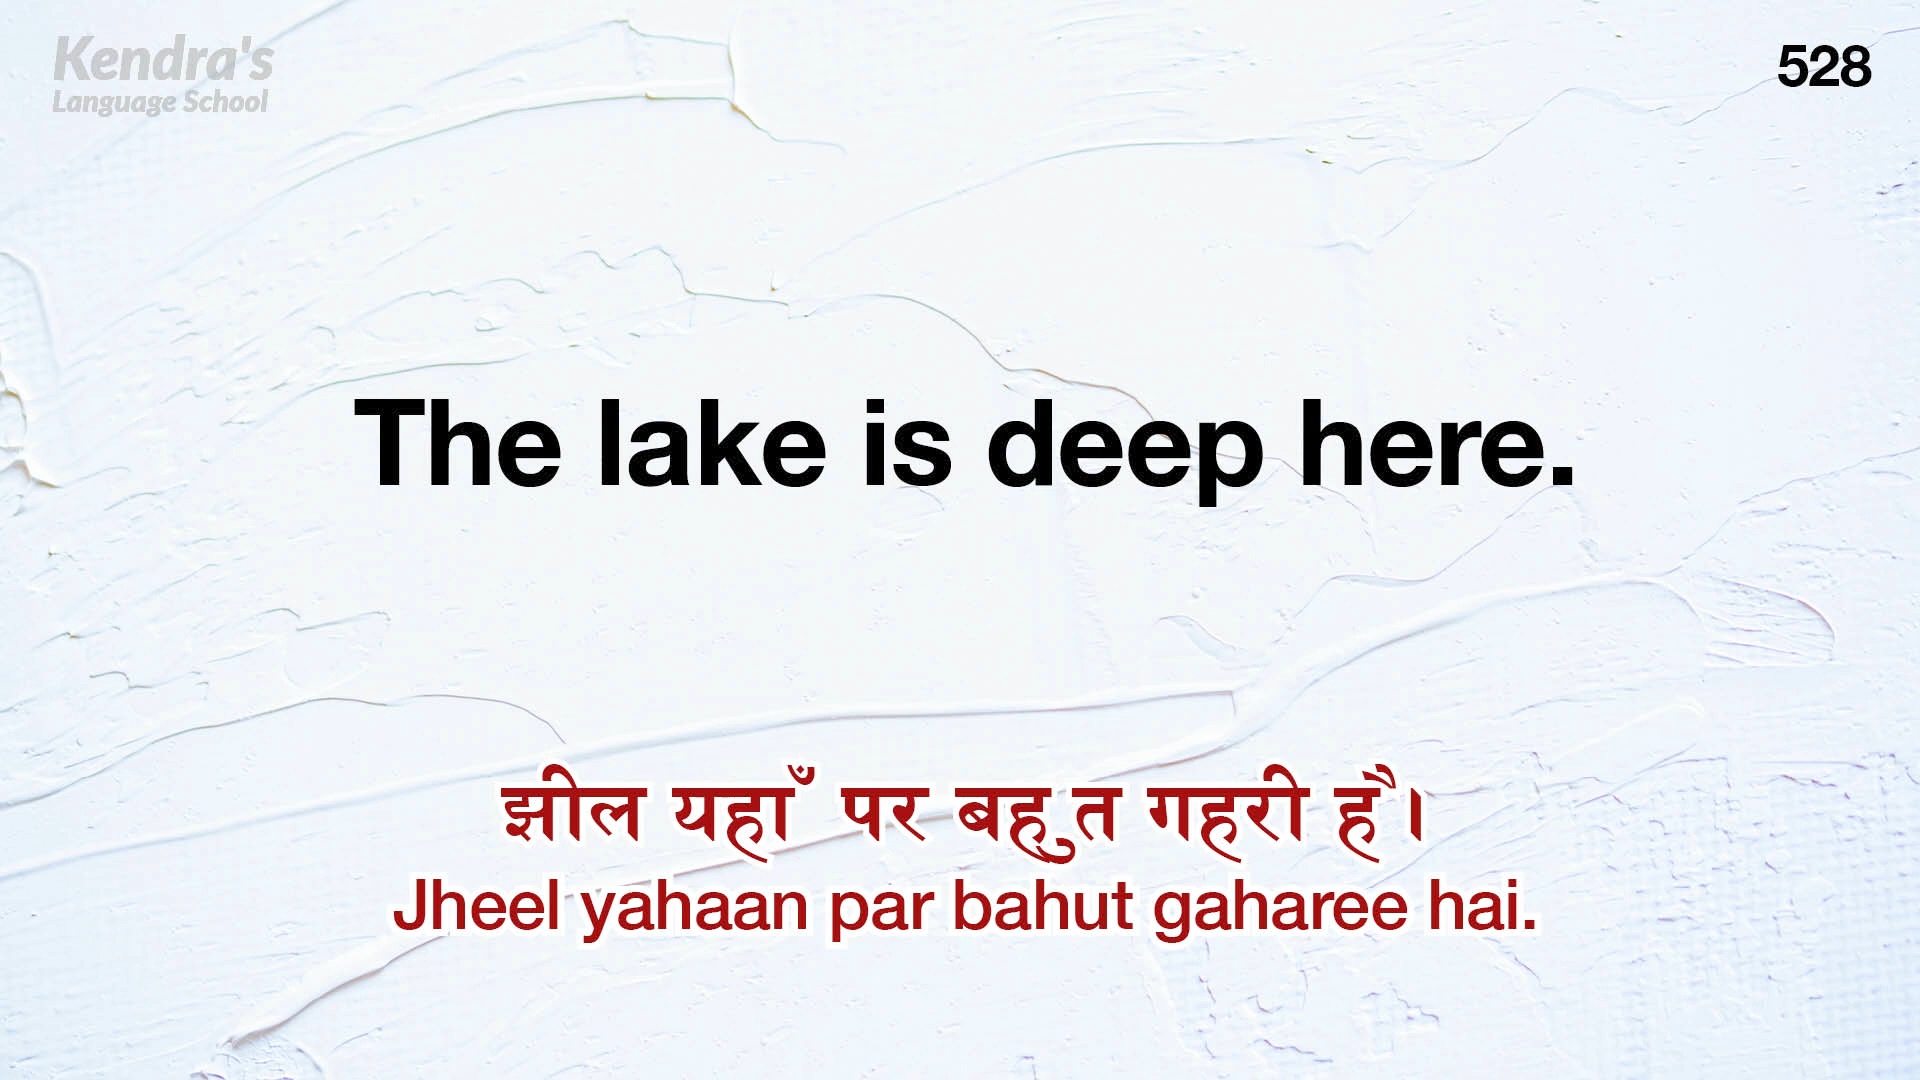 Kendra's
Language School
528
The lake is deep here.
झील यहाँ पर बहुत गहरी है।
Jheel yahaan par bahut gaharee hai.